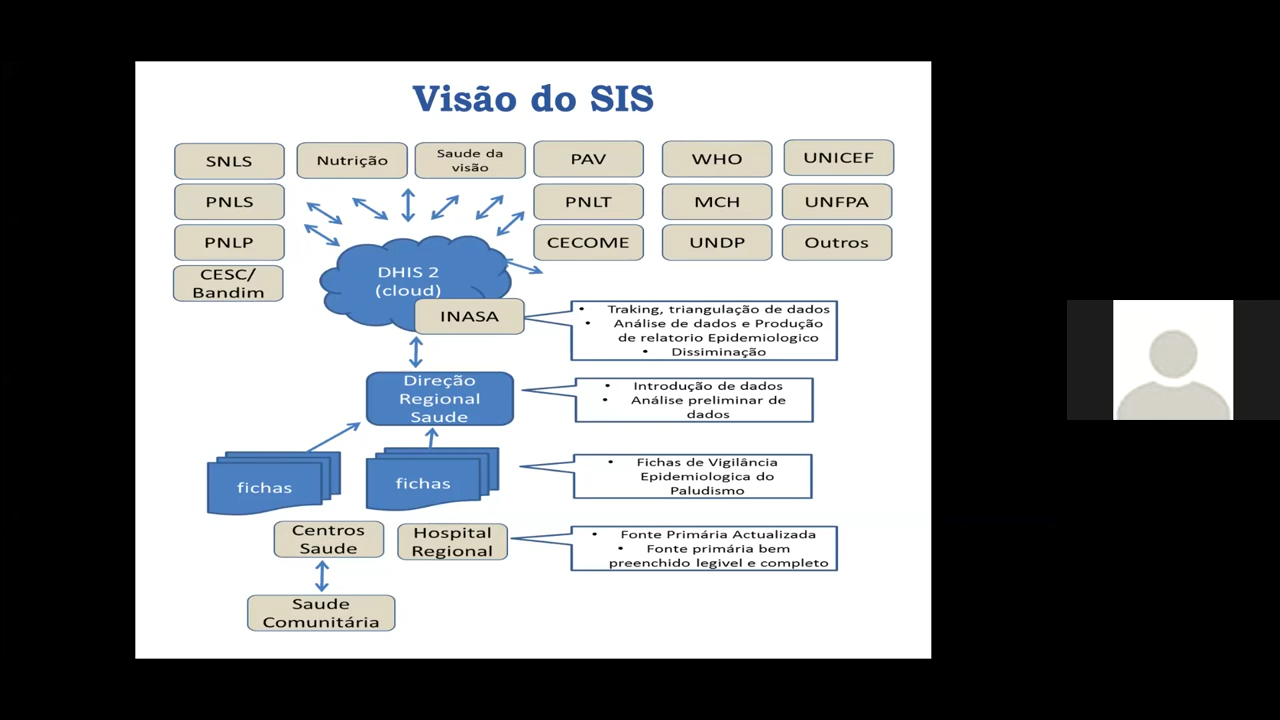 Visão do SIS
SNLS
Nutrição
Saude da
visão
PAV
WHO
UNICEF
PNLS
PNLT
MCH
UNFPA
PNLP
CECOME
UNDP
Outros
CESC/
Bandim
DHIS 2
(cloud)
INASA
• Traking, triangulação de dados
• Análise de dados e Produção
de relatorio Epidemiologico
• Dissiminação
Direção
Regional
Saude
• Introdução de dados
• Análise preliminar de
dados
fichas
fichas
• Fichas de Vigilância
Epidemiologica do
Paludismo
Centros
Saude
Hospital
Regional
• Fonte Primária Actualizada
• Fonte primária bem
preenchido legivel e completo
Saude
Comunitária